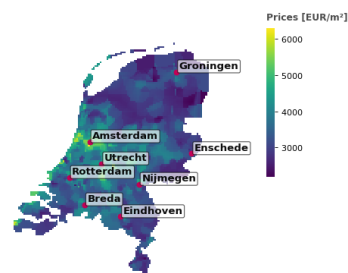 Prices [EUR/m²]
6000
5000
4000
3000
Groningen
Amsterdam
Enschede
Utrecht
Rotterdam
Nijmegen
Breda
Eindhoven